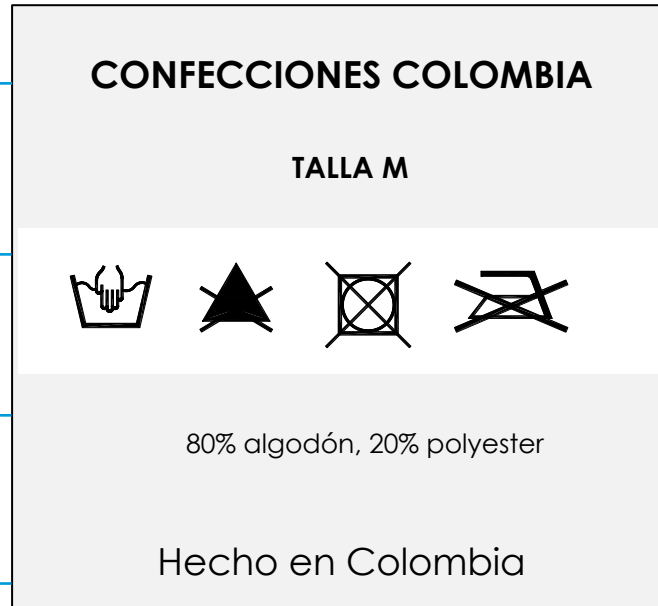 CONFECCIONES COLOMBIA
TALLA M
80% algodón, 20% polyester
Hecho en Colombia